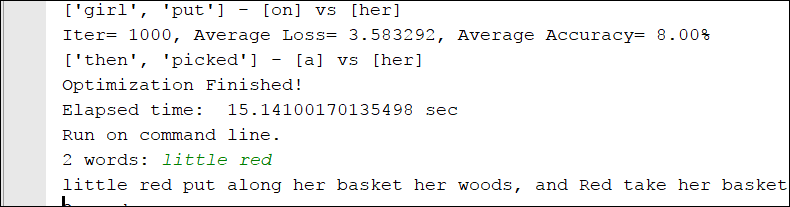 ['girl', 'put'] - [on] vs [her]
Iter= 1000, Average Loss= 3.583292, Average Accuracy= 8.00%
['then', 'picked'] - [a] vs [her]
Optimization Finished!
Elapsed time:  15.14100170135498 sec
Run on command line.
2 words: little red
little red put along her basket her woods, and Red take her basket